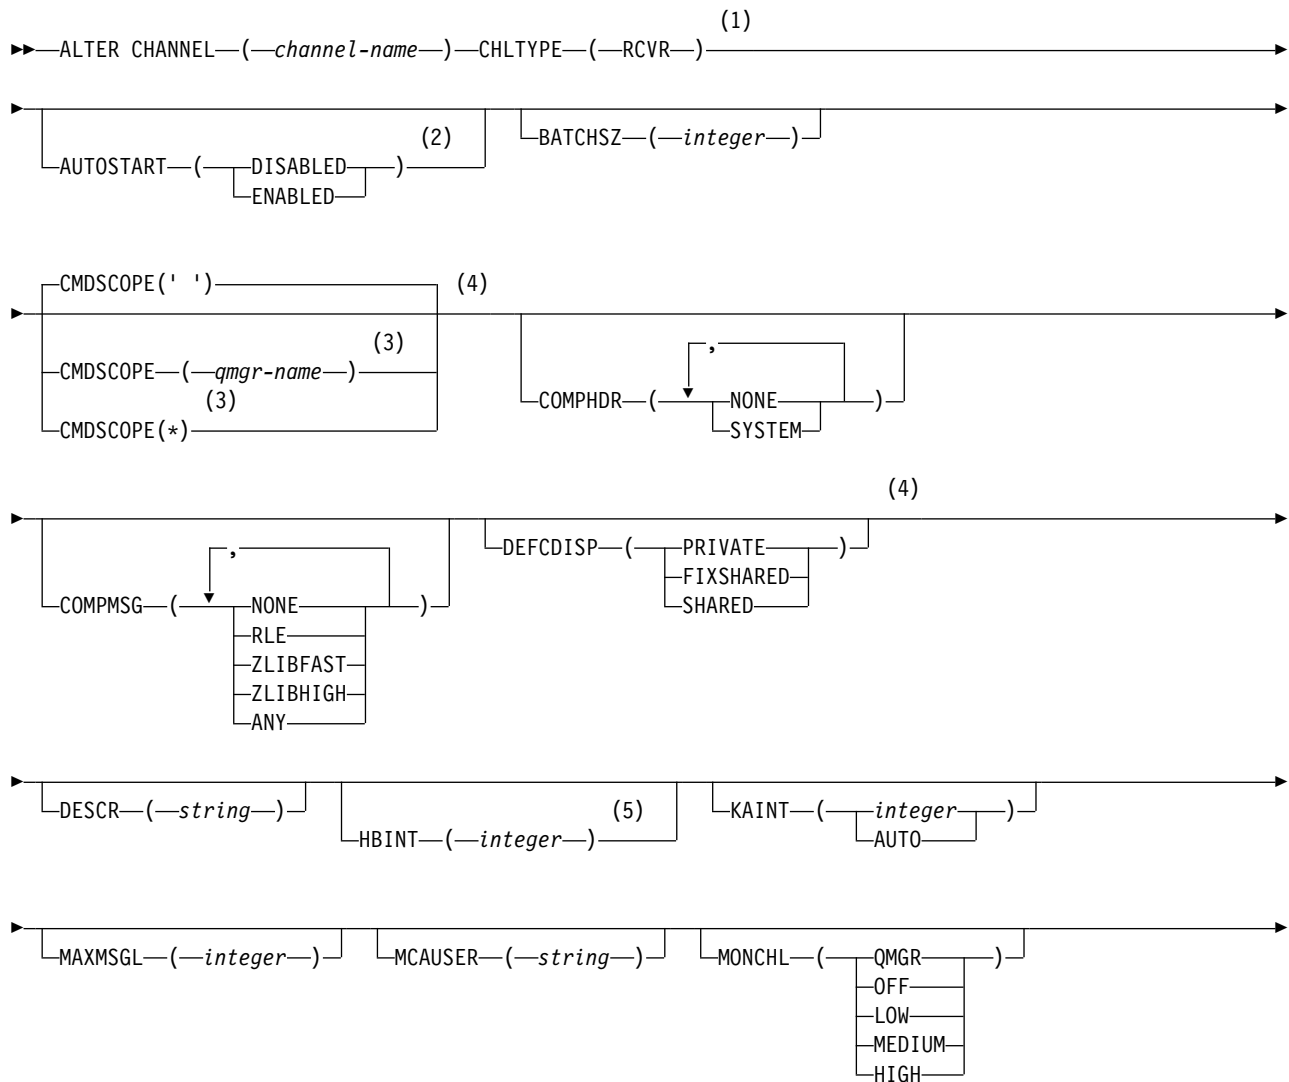 (1)
ALTER CHANNEL ( channel-name ) CHLTYPE ( RCVR )
(2)
AUTOSTART ( DISABLED )
ENABLED
BATCHSZ ( integer )
CMDSCOPE(' ') (4)
(3)
CMDSCOPE ( qmgr-name )
(3)
CMDSCOPE(*)
,
COMPHDR ( NONE )
SYSTEM
,
COMPMSG ( NONE )
RLE
ZLIBFAST
ZLIBHIGH
ANY
(4)
DEFCDISP ( PRIVATE )
FIXSHARED
SHARED
DESCR ( string )
(5)
HBINT ( integer )
KAINT ( integer )
AUTO
MAXMSGL ( integer )
MCAUSER ( string )
MONCHL ( QMGR )
OFF
LOW
MEDIUM
HIGH